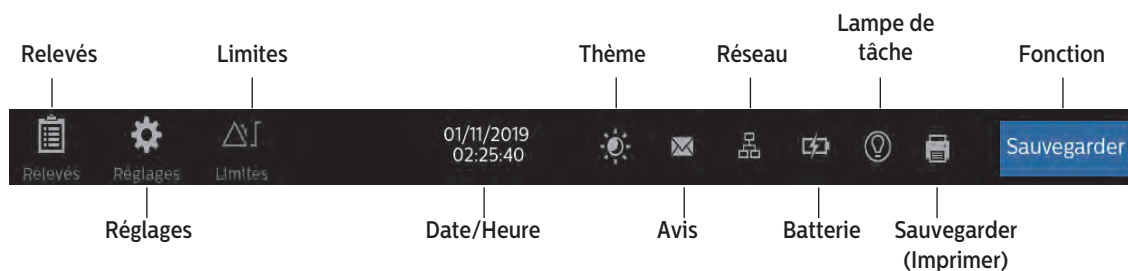 Lampe de
tâche
Relevés
Limites
Thème
Réseau
Fonction
01/11/2019
02:25:40
Sauvegarder
Relevés
Réglages
Limites
Réglages
Date/Heure
Avis
Batterie
Sauvegarder
(Imprimer)